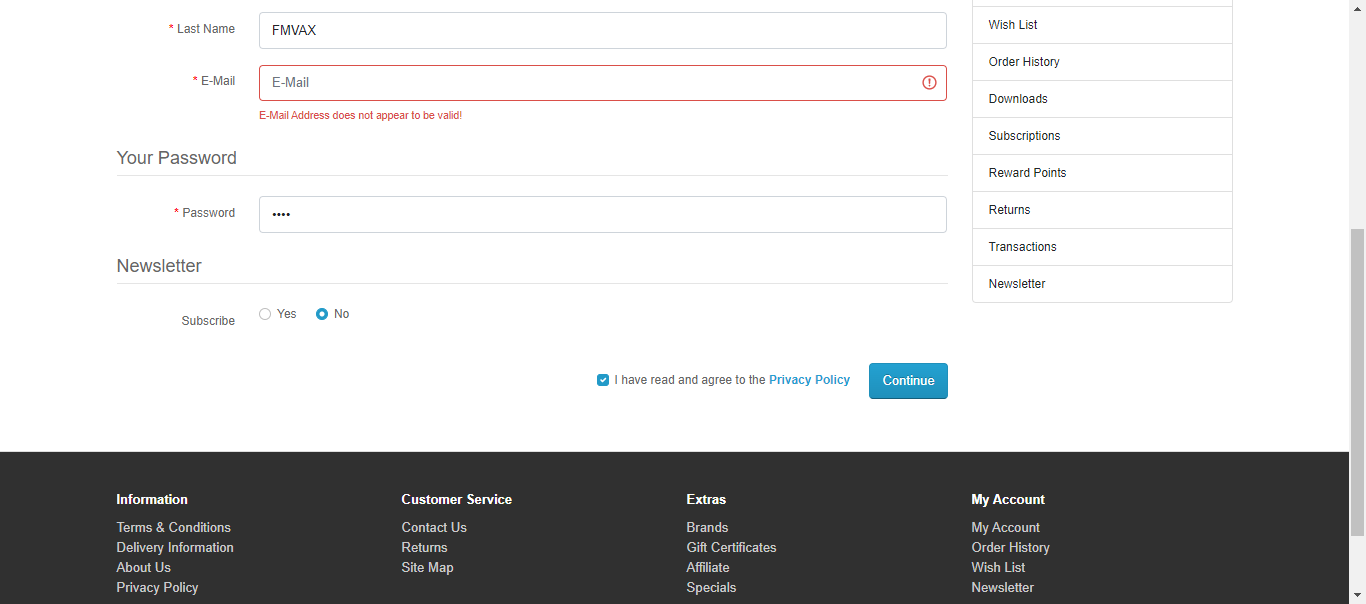 * Last Name
FMVAX
* E-Mail
E-Mail
E-Mail Address does not appear to be valid!
Your Password
* Password
••••
Newsletter
Subscribe
Yes
No
I have read and agree to the Privacy Policy
Continue
Wish List
Order History
Downloads
Subscriptions
Reward Points
Returns
Transactions
Newsletter
Information
Terms & Conditions
Delivery Information
About Us
Privacy Policy
Customer Service
Contact Us
Returns
Site Map
Extras
Brands
Gift Certificates
Affiliate
Specials
My Account
My Account
Order History
Wish List
Newsletter